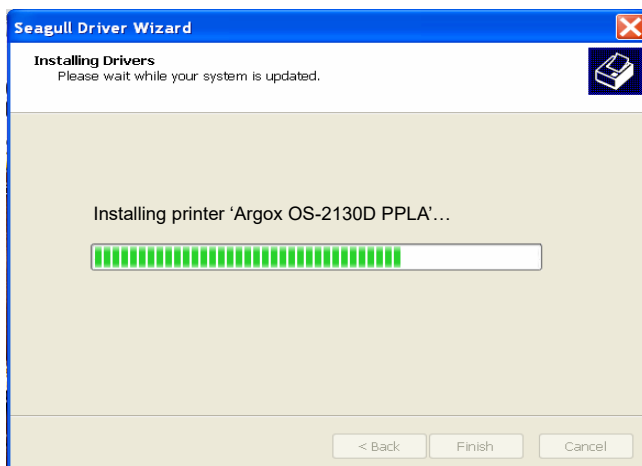 Seagull Driver Wizard
Installing Drivers
Please wait while your system is updated.
Installing printer ‘Argox OS-2130D PPLA’…
< Back
Finish
Cancel